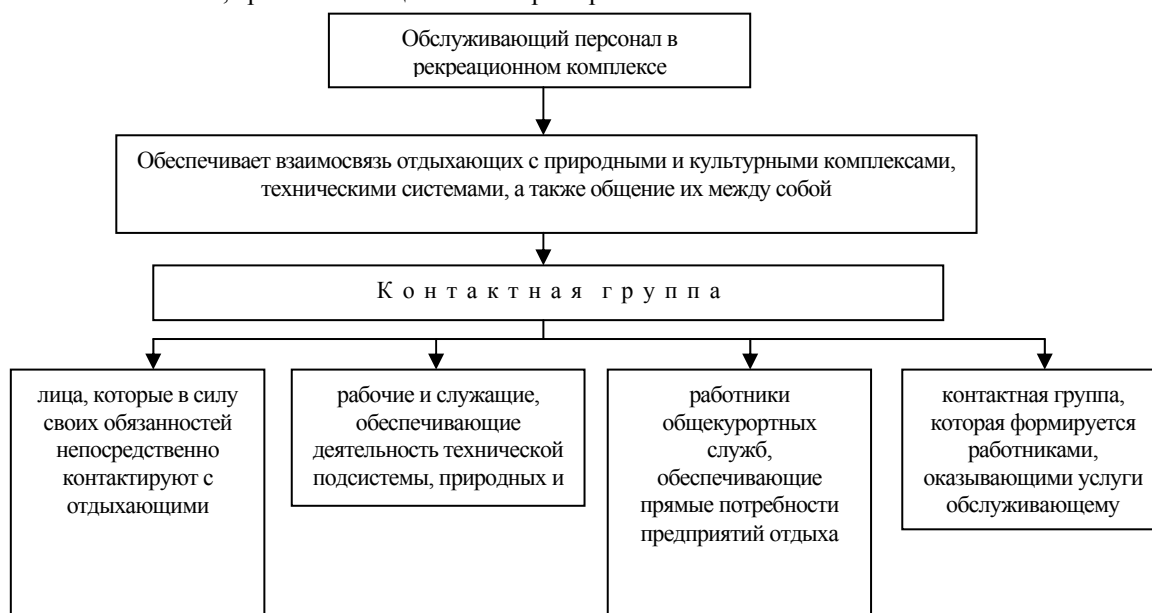 Обслуживающий персонал в
рекреационном комплексе
Обеспечивает взаимосвязь отдыхающих с природными и культурными комплексами,
техническими системами, а также общение их между собой
К о н т а к т н а я  г р у п п а
лица, которые в силу
своих обязанностей
непосредственно
контактируют с
отдыхающими
рабочие и служащие,
обеспечивающие
деятельность технической
подсистемы, природных и
работники
общекурортных
служб,
обеспечивающие
прямые потребности
предприятий отдыха
контактная группа,
которая формируется
работниками,
оказывающими услуги
обслуживающему